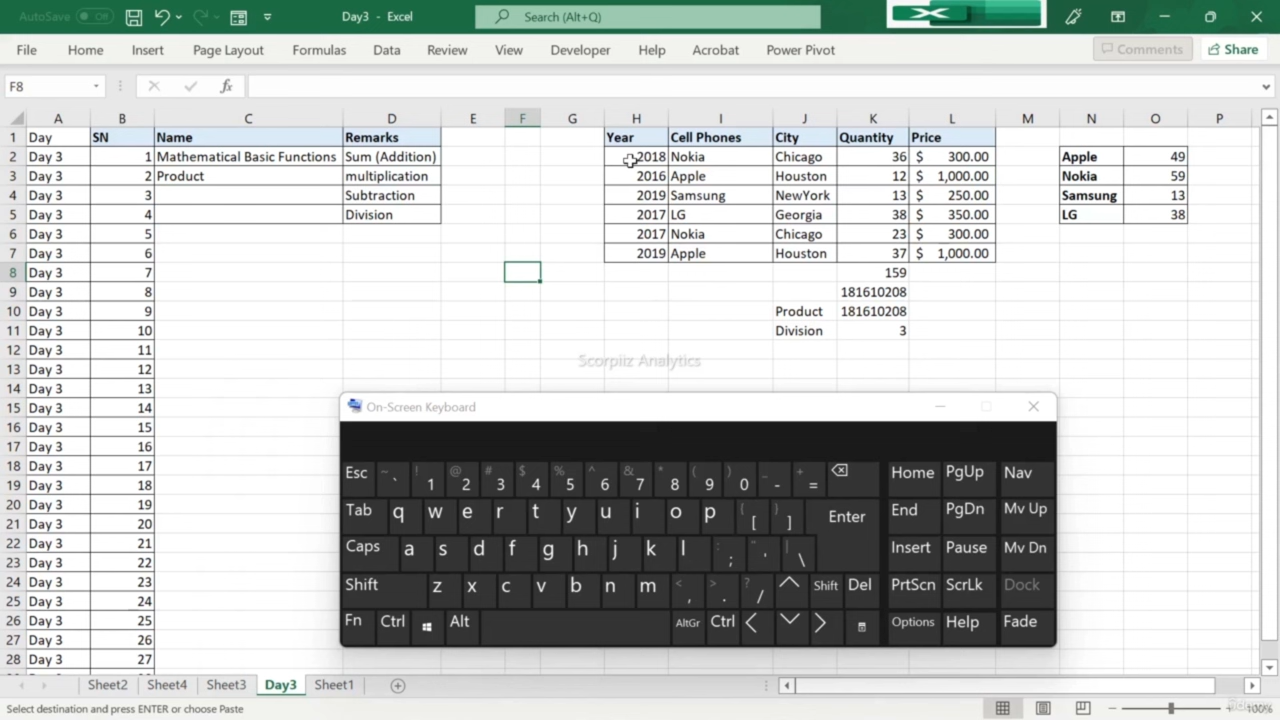 AutoSave Off Day3 - Excel Search (Alt+Q)
File Home Insert Page Layout Formulas Data Review View Developer Help Acrobat Power Pivot Comments Share
F8 fx
A B C D E F G H I J K L M N O P
1 Day SN Name Remarks Year Cell Phones City Quantity Price
2 Day 3 1 Mathematical Basic Functions Sum (Addition) 2018 Nokia Chicago 36 $ 300.00 Apple 49
3 Day 3 2 Product multiplication 2016 Apple Houston 12 $ 1,000.00 Nokia 59
4 Day 3 3 Subtraction 2019 Samsung NewYork 13 $ 250.00 Samsung 13
5 Day 3 4 Division 2017 LG Georgia 38 $ 350.00 LG 38
6 Day 3 5 2017 Nokia Chicago 23 $ 300.00
7 Day 3 6 2019 Apple Houston 37 $ 1,000.00
8 Day 3 7 159
9 Day 3 8 181610208
10 Day 3 9 Product 181610208
11 Day 3 10 Division 3
12 Day 3 11
Scorpiiz Analytics
13 Day 3 12
14 Day 3 13
15 Day 3 14
16 Day 3 15
17 Day 3 16
18 Day 3 17
19 Day 3 18
20 Day 3 19
21 Day 3 20
22 Day 3 21
23 Day 3 22
24 Day 3 23
25 Day 3 24
26 Day 3 25
27 Day 3 26
28 Day 3 27
On-Screen Keyboard
Esc ~ ` ! 1 @ 2 # 3 $ 4 % 5 ^ 6 & 7 * 8 ( 9 ) 0 _ - + = Home PgUp Nav
Tab q w e r t y u i o p { [ } ] Enter End PgDn Mv Up
Caps a s d f g h j k l : ; " ' | \ Insert Pause Mv Dn
Shift z x c v b n m < , > . ? / Shift Del PrtScn ScrLk Dock
Fn Ctrl Alt AltGr Ctrl Options Help Fade
Sheet2 Sheet4 Sheet3 Day3 Sheet1
Select destination and press ENTER or choose Paste 100%